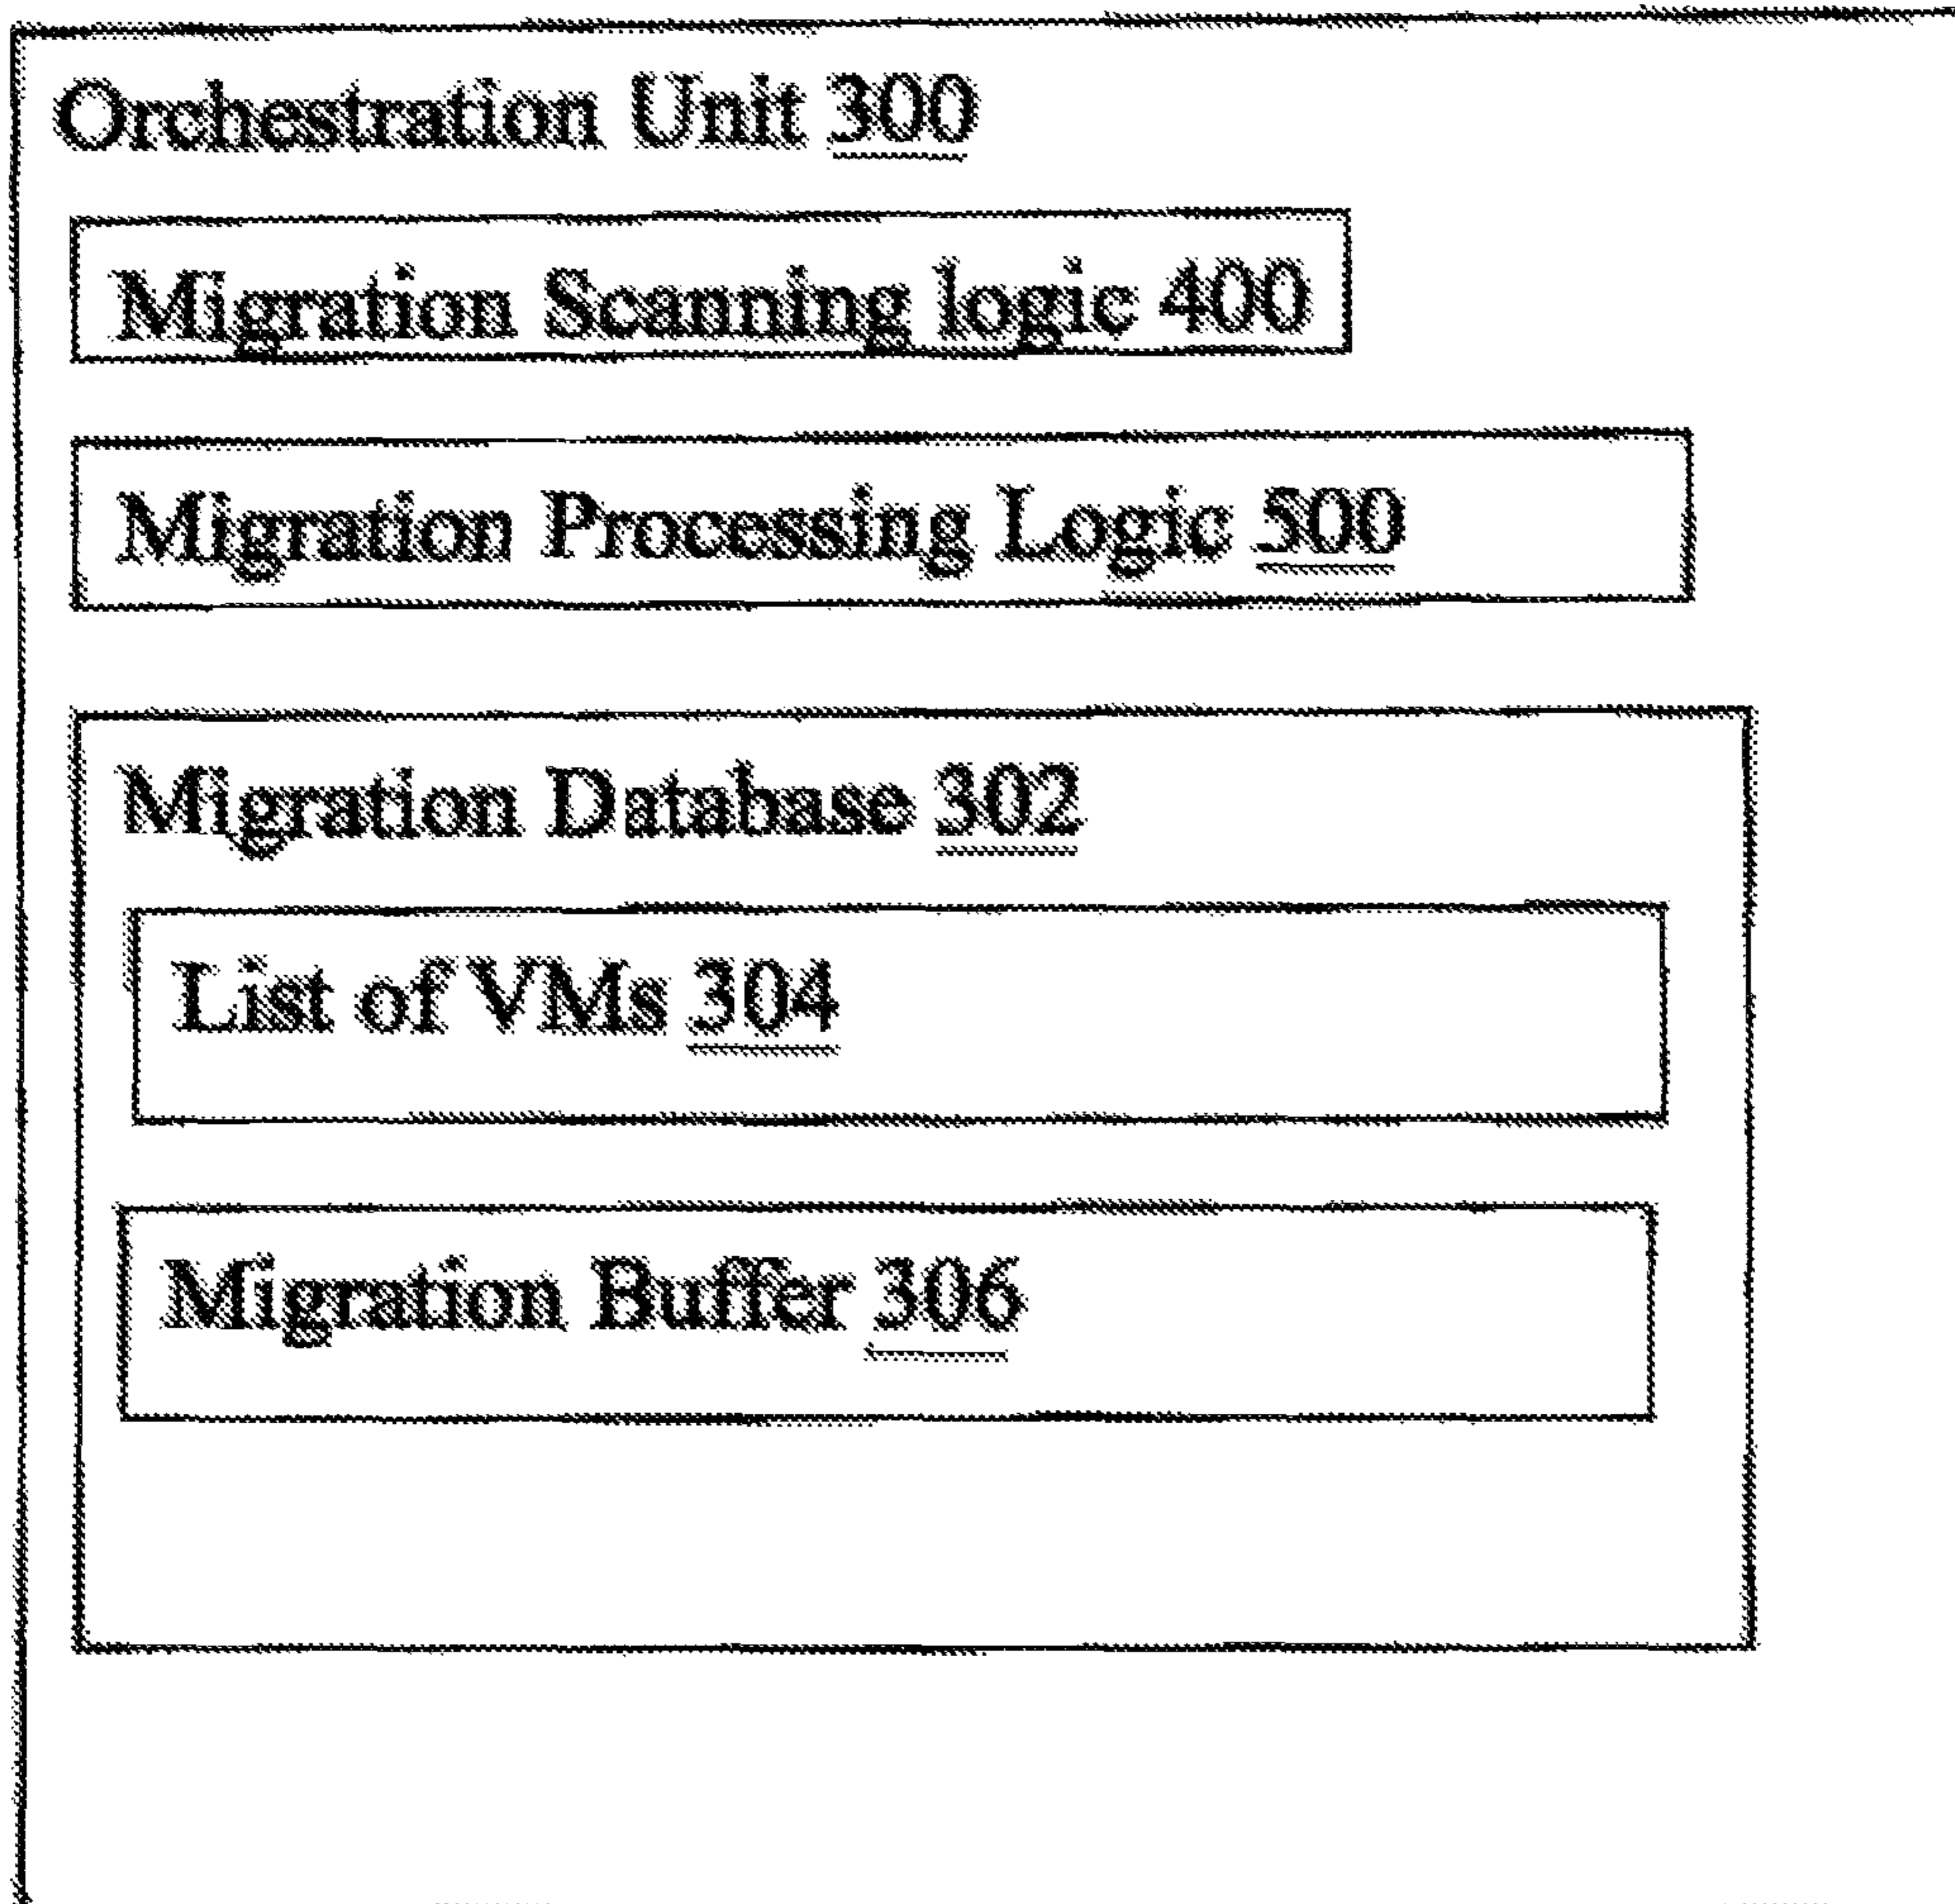 Orchestration Unit 300
Migration Scanning logic 400
Migration Processing Logic 500
Migration Database 302
List of VMs 304
Migration Buffer 306